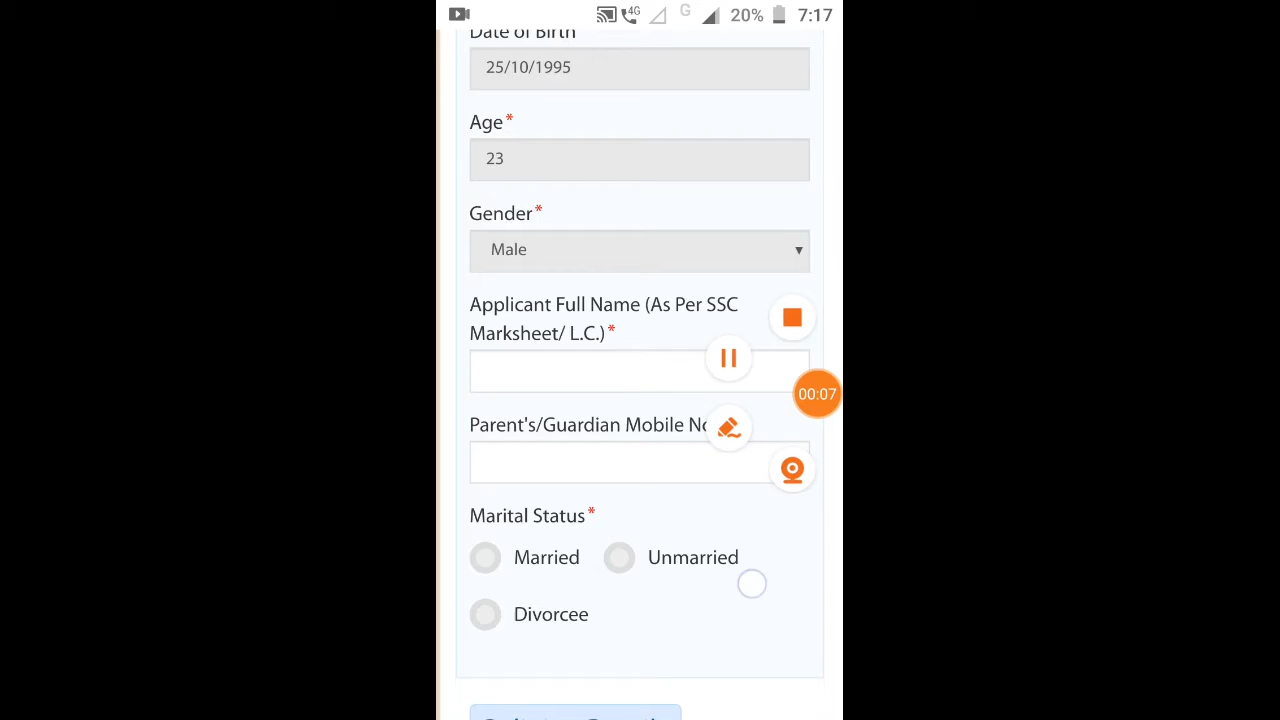 4G G 20% 7:17
Date of Birth
25/10/1995
Age*
23
Gender*
Male
Applicant Full Name (As Per SSC
Marksheet/ L.C.)*
00:07
Parent's/Guardian Mobile
Marital Status*
Married Unmarried
Divorcee